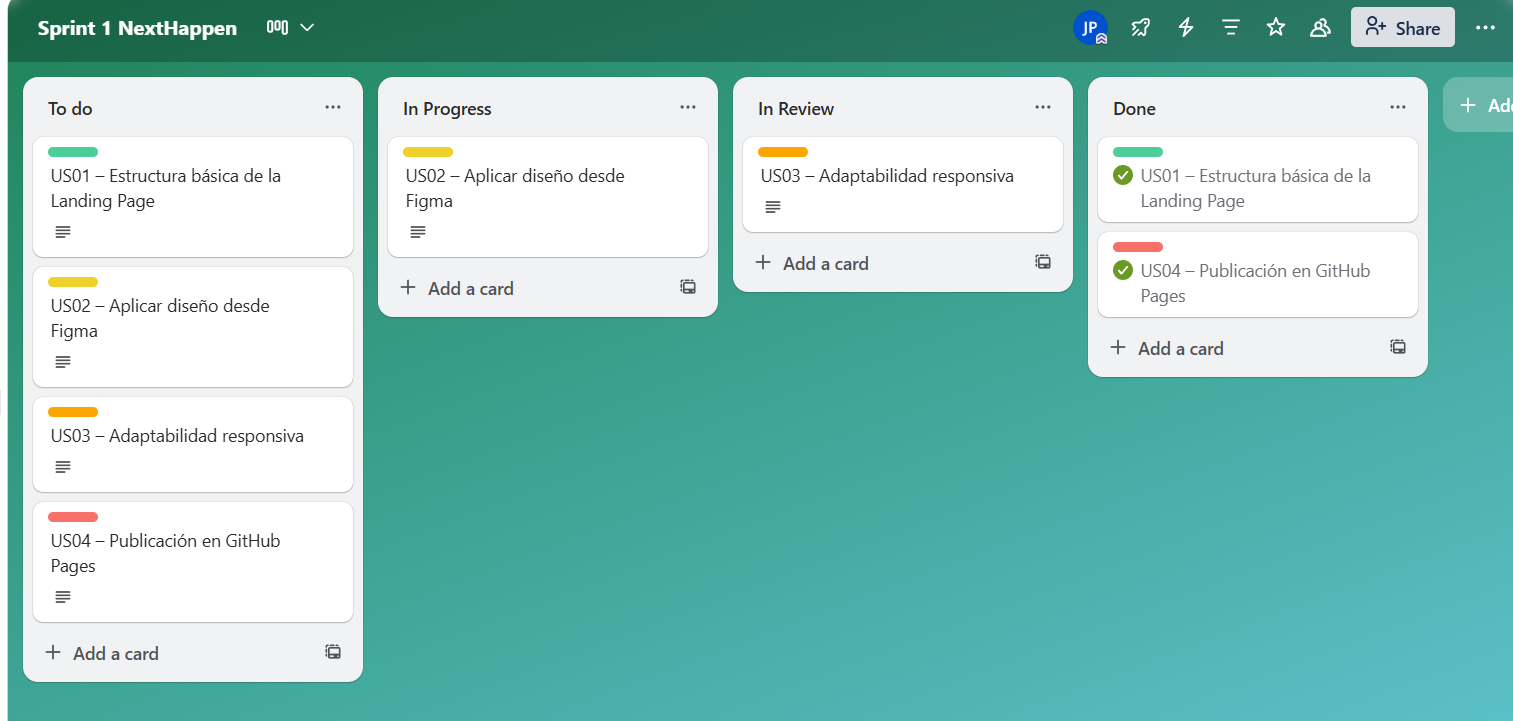 Sprint 1 NextHappen
JP
Share
To do
US01 – Estructura básica de la
Landing Page
US02 – Aplicar diseño desde
Figma
US03 – Adaptabilidad responsiva
US04 – Publicación en GitHub
Pages
Add a card
In Progress
US02 – Aplicar diseño desde
Figma
Add a card
In Review
US03 – Adaptabilidad responsiva
Add a card
Done
US01 – Estructura básica de la
Landing Page
US04 – Publicación en GitHub
Pages
Add a card
Add